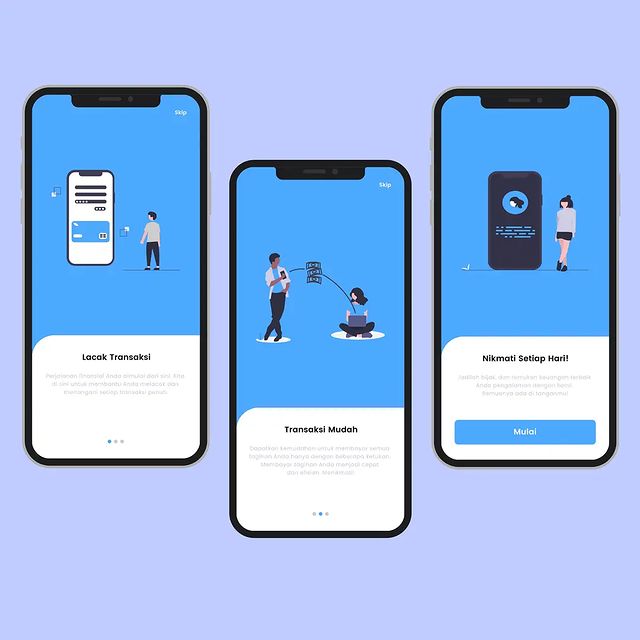 Skip
Lacak Transaksi
Perjalanan finansial Anda dimulai dari sini. Kita
di sini untuk membantu Anda melacak dan
menangani setiap transaksi penuh.
Skip
Transaksi Mudah
Dapatkan kemudahan untuk membayar semua
tagihan Anda hanya dengan beberapa ketukan.
Membayar tagihan Anda menjadi cepat
dan efisien. Menikmati!
Nikmati Setiap Hari!
Jadilah bijak, dan temukan keuangan terbaik
Anda pengalaman dengan kami.
Semuanya ada di tanganmu!
Mulai